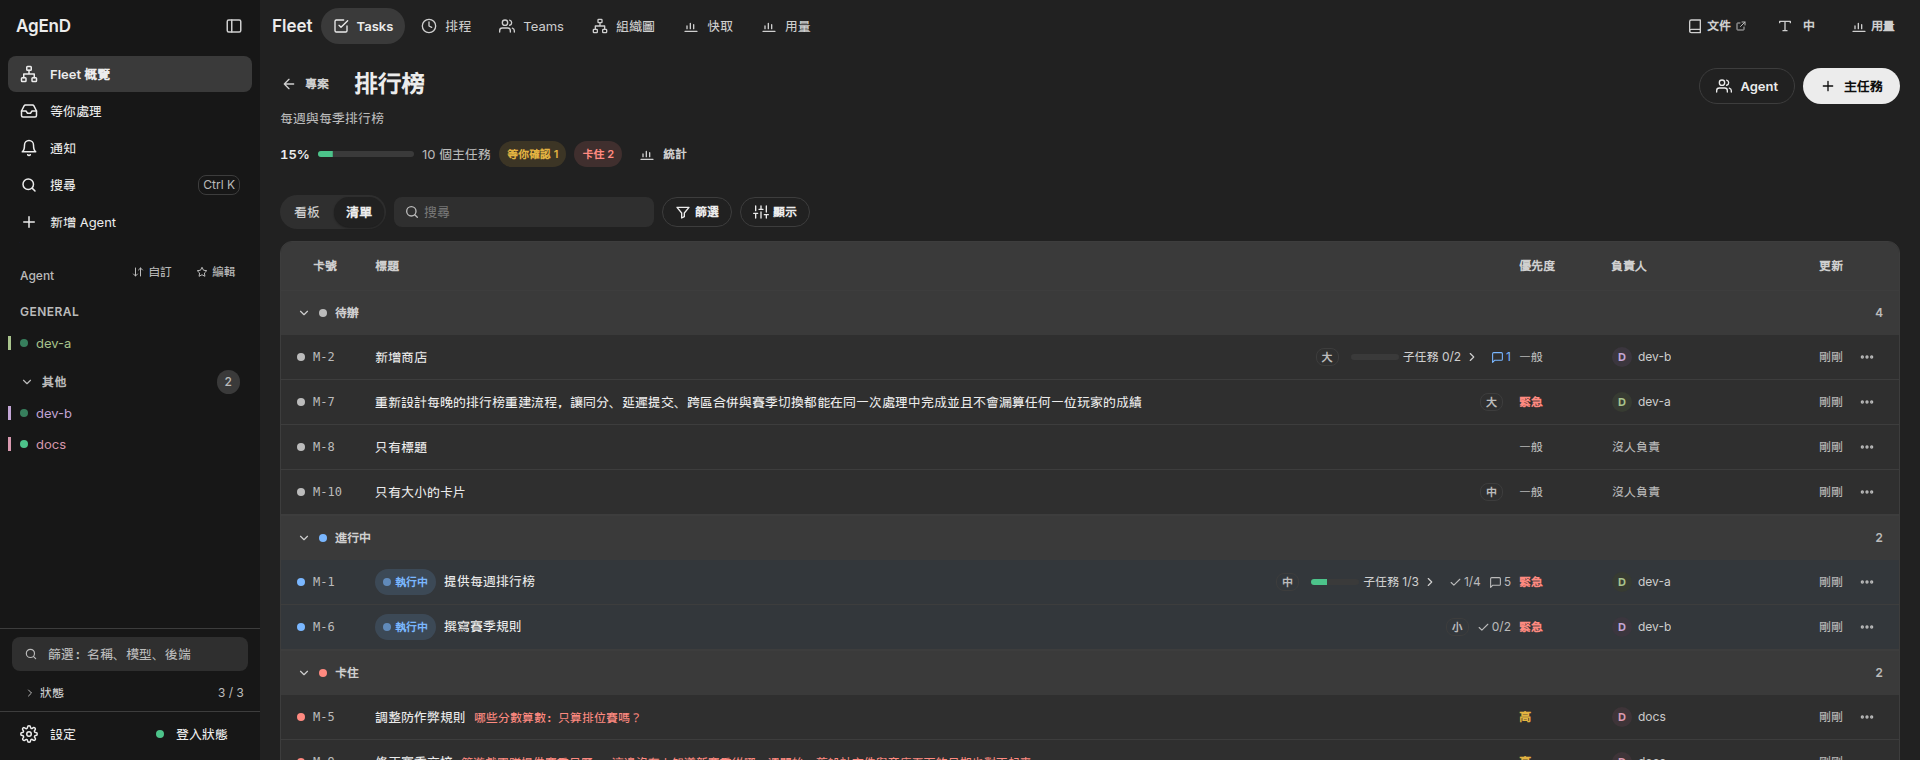 AgEnD
Fleet 概覽
等你處理
通知
搜尋 Ctrl K
新增 Agent
Agent 自訂 編輯
GENERAL
dev-a
其他 2
dev-b
docs
篩選：名稱、模型、後端
狀態 3 / 3
設定 登入狀態
Fleet Tasks 排程 Teams 組織圖 快取 用量
文件 中 用量
專案 排行榜
Agent 主任務
每週與每季排行榜
15% 10 個主任務 等你確認 1 卡住 2 統計
看板 清單 搜尋 篩選 顯示
卡號 標題 優先度 負責人 更新
待辦 4
M-2 新增商店 大 子任務 0/2 1 一般 D dev-b 剛剛
M-7 重新設計每晚的排行榜重建流程，讓同分、延遲提交、跨區合併與賽季切換都能在同一次處理中完成並且不會漏算任何一位玩家的成績 大 緊急 D dev-a 剛剛
M-8 只有標題 一般 沒人負責 剛剛
M-10 只有大小的卡片 中 一般 沒人負責 剛剛
進行中 2
M-1 執行中 提供每週排行榜 中 子任務 1/3 1/4 5 緊急 D dev-a 剛剛
M-6 執行中 撰寫賽季規則 小 0/2 緊急 D dev-b 剛剛
卡住 2
M-5 調整防作弊規則 哪些分數算數：只算排位賽嗎？ 高 D docs 剛剛